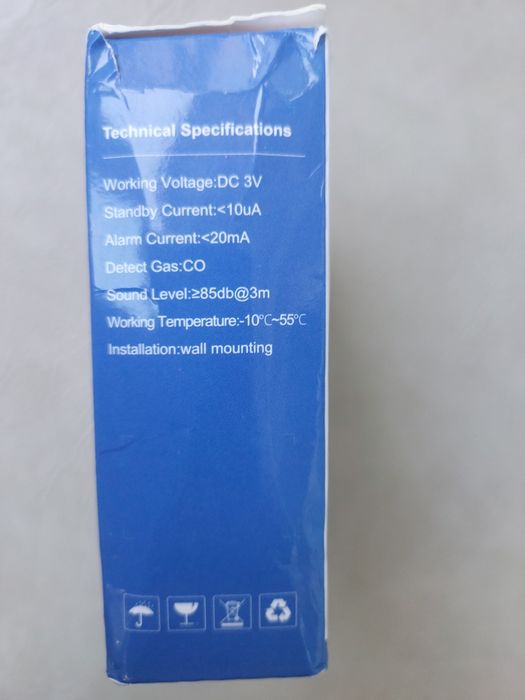 Technical Specifications
Working Voltage:DC 3V
Standby Current:<10uA
Alarm Current:<20mA
Detect Gas:CO
Sound Level:≥85db@3m
Working Temperature:-10℃~55℃
Installation:wall mounting